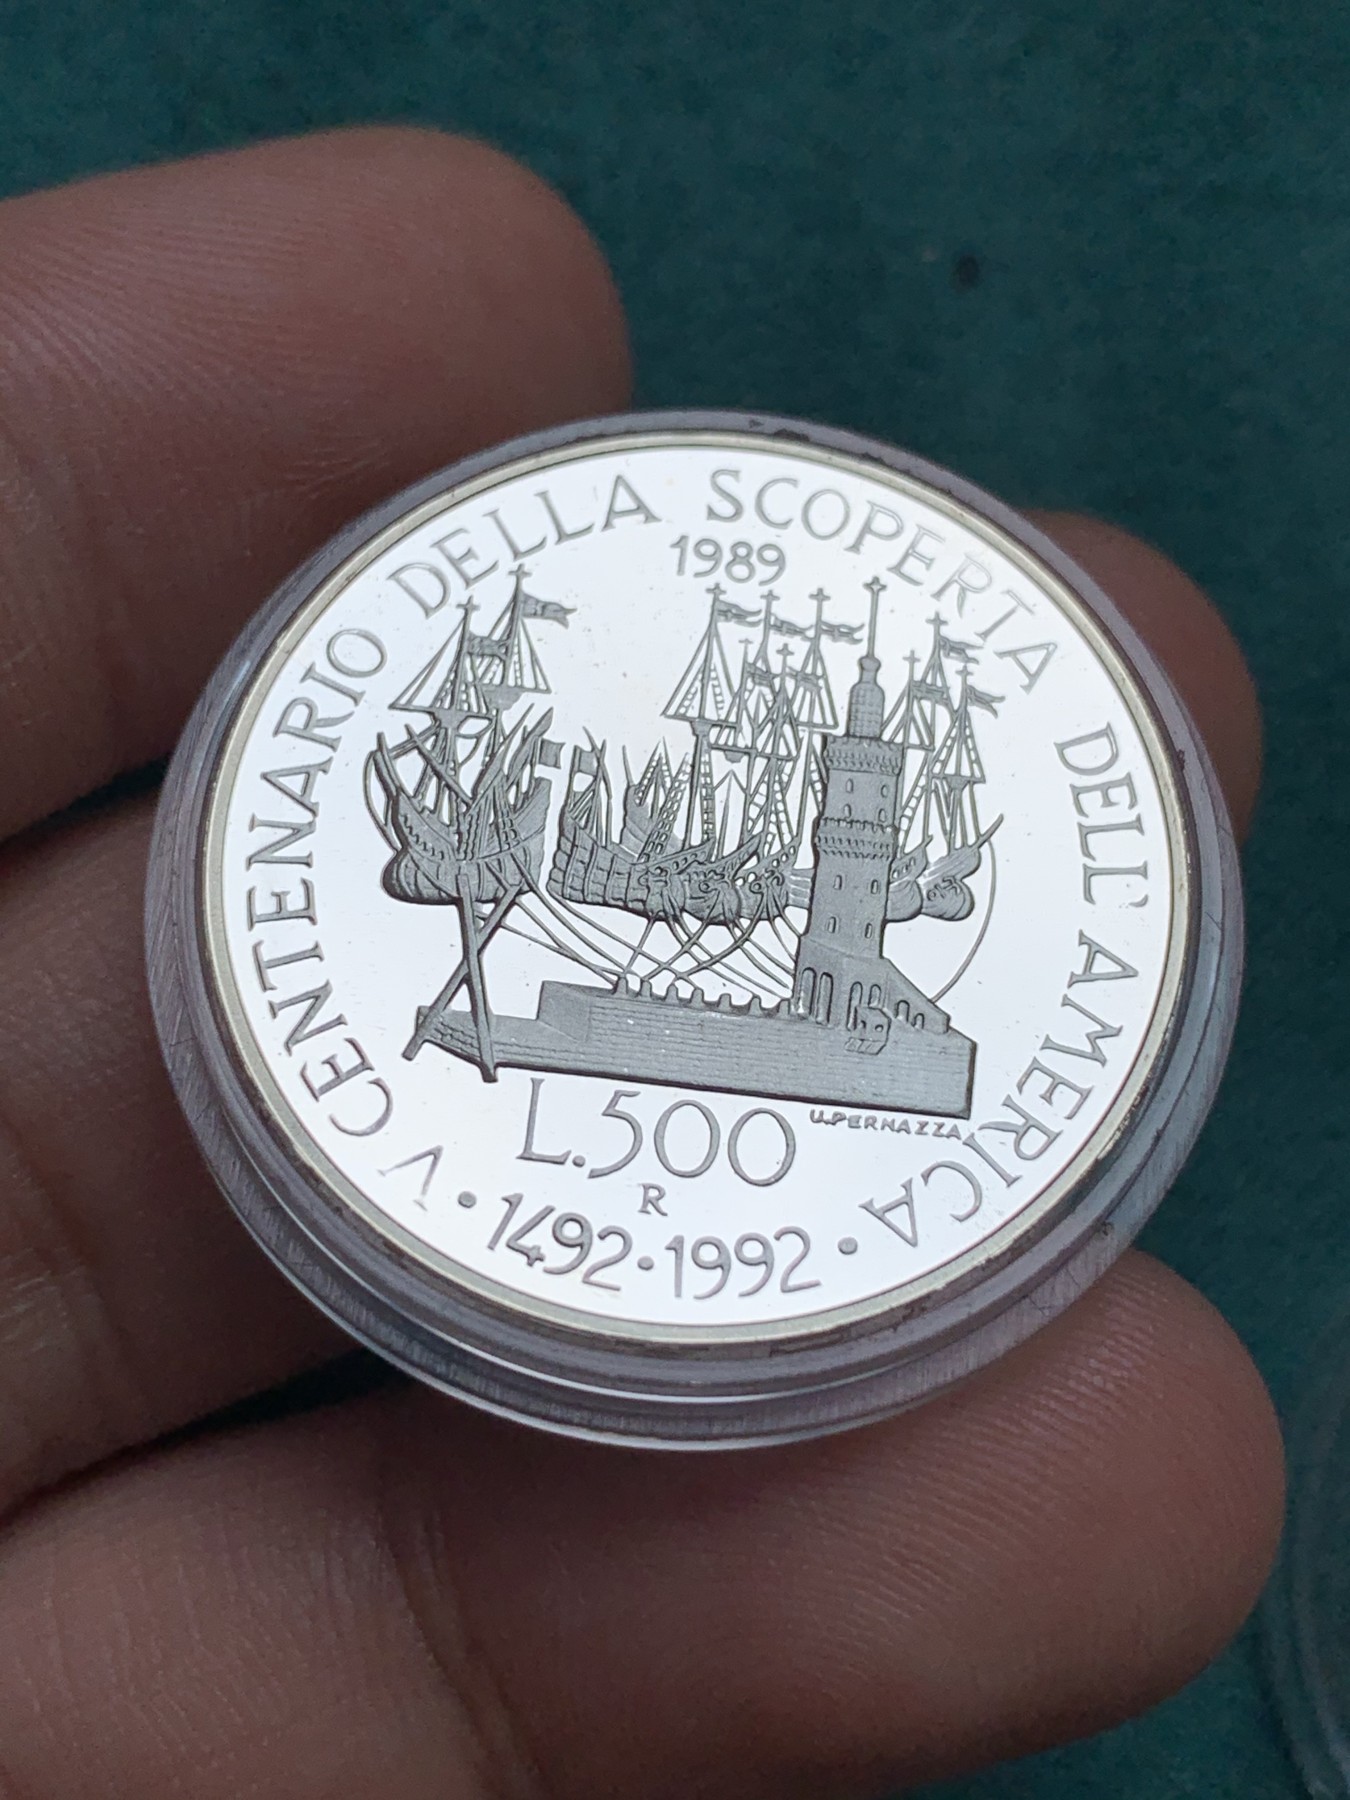 V CENTENARIO DELLA SCOPERTA DELL'AMERICA
1989
U.PERNAZZA
L.500
R
• 1492 • 1992 •